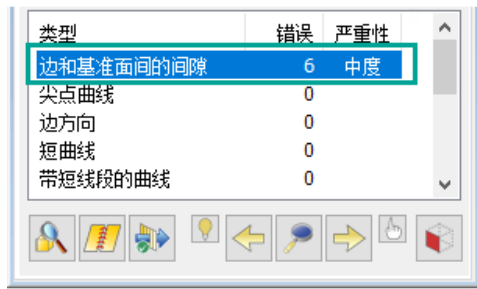 类型 错误 严重性
边和基准面间的间隙 6 中度
尖点曲线 0
边方向 0
短曲线 0
带短线段的曲线 0